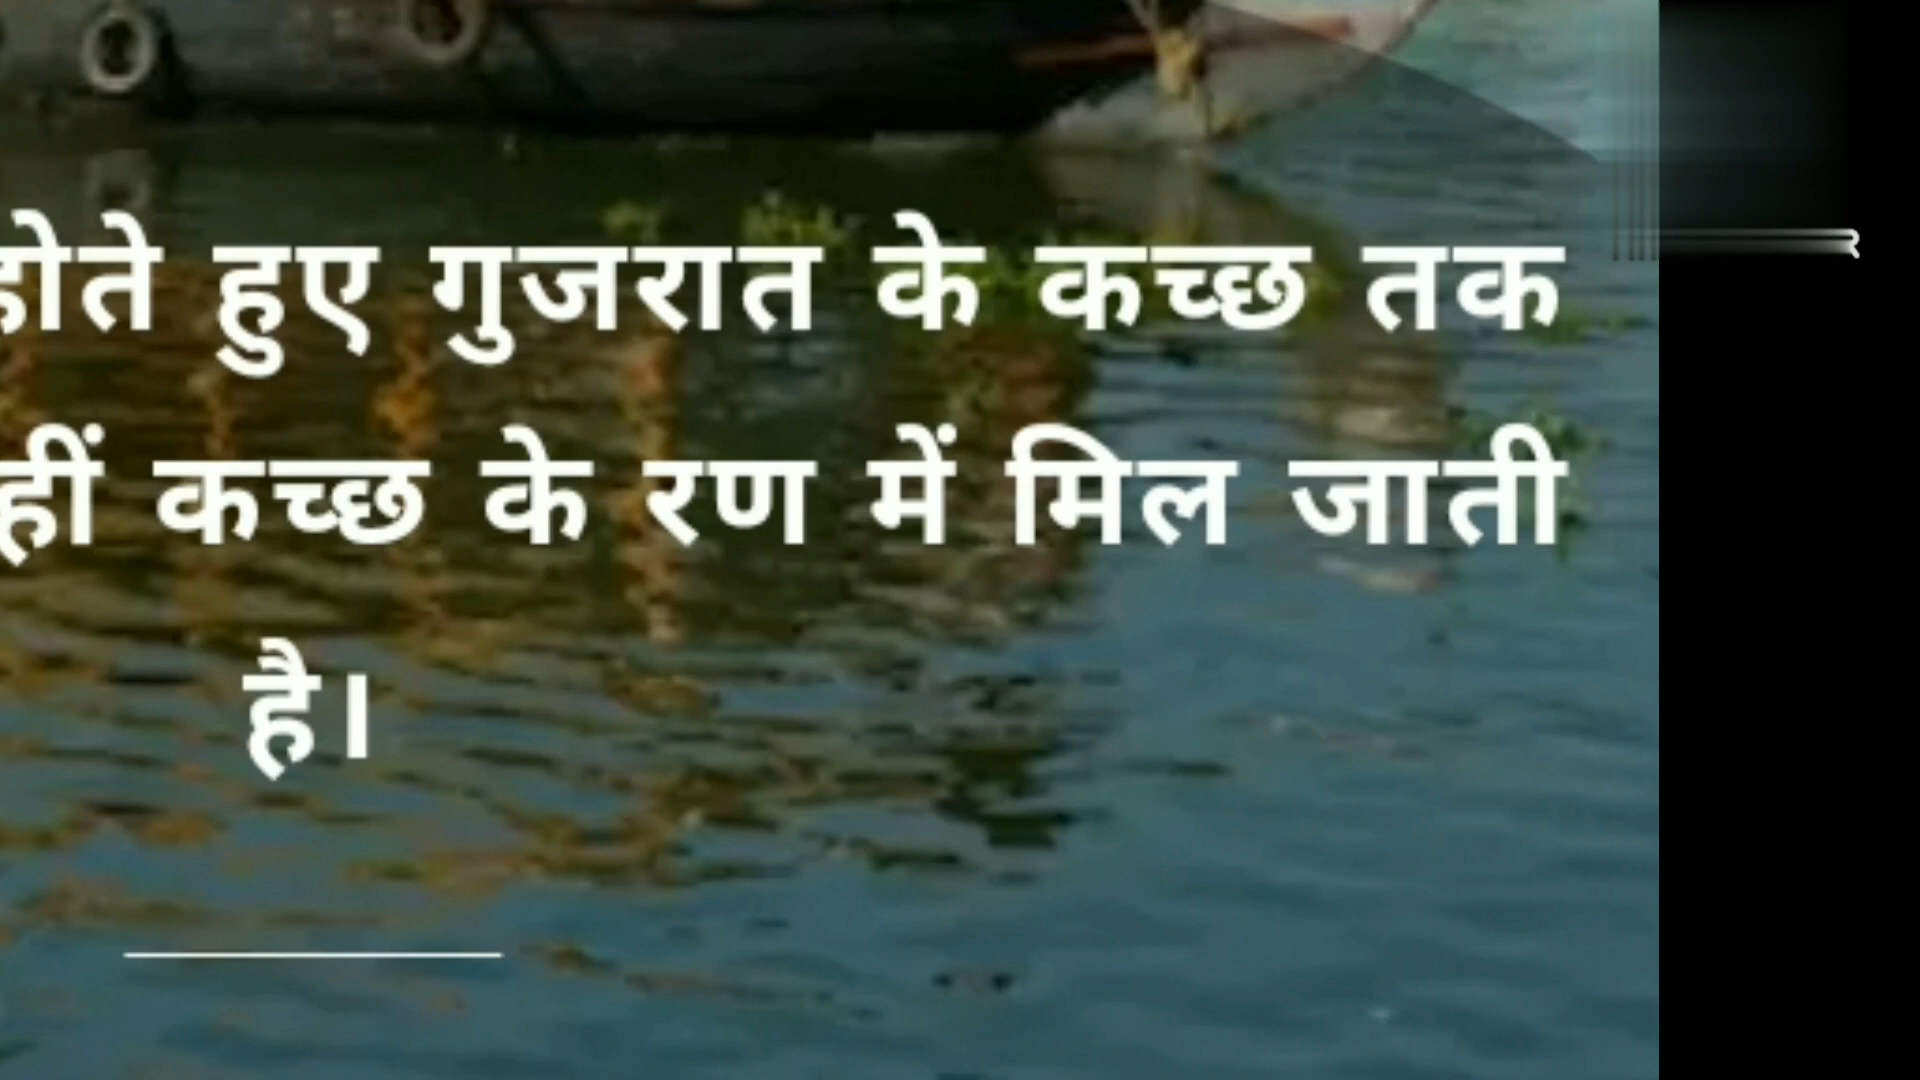 होते हुए गुजरात के कच्छ तक
कच्छ के रण में मिल जाती
है।